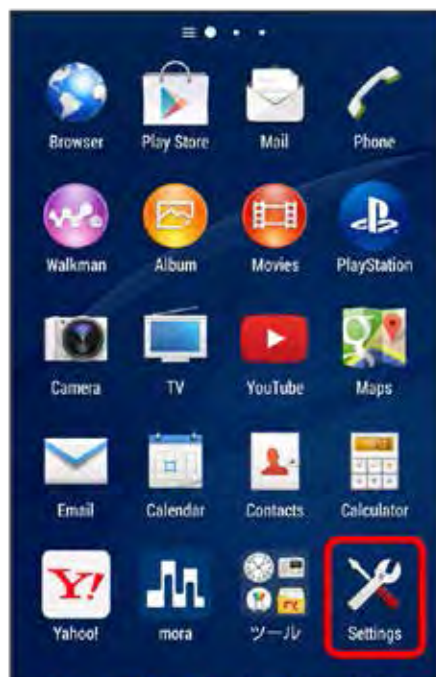 Browser Play Store Mail Phone
Walkman Album Movies PlayStation
Camera TV YouTube Maps
Email Calendar Contacts Calculator
Y!
Yahoo! mora ツール Settings